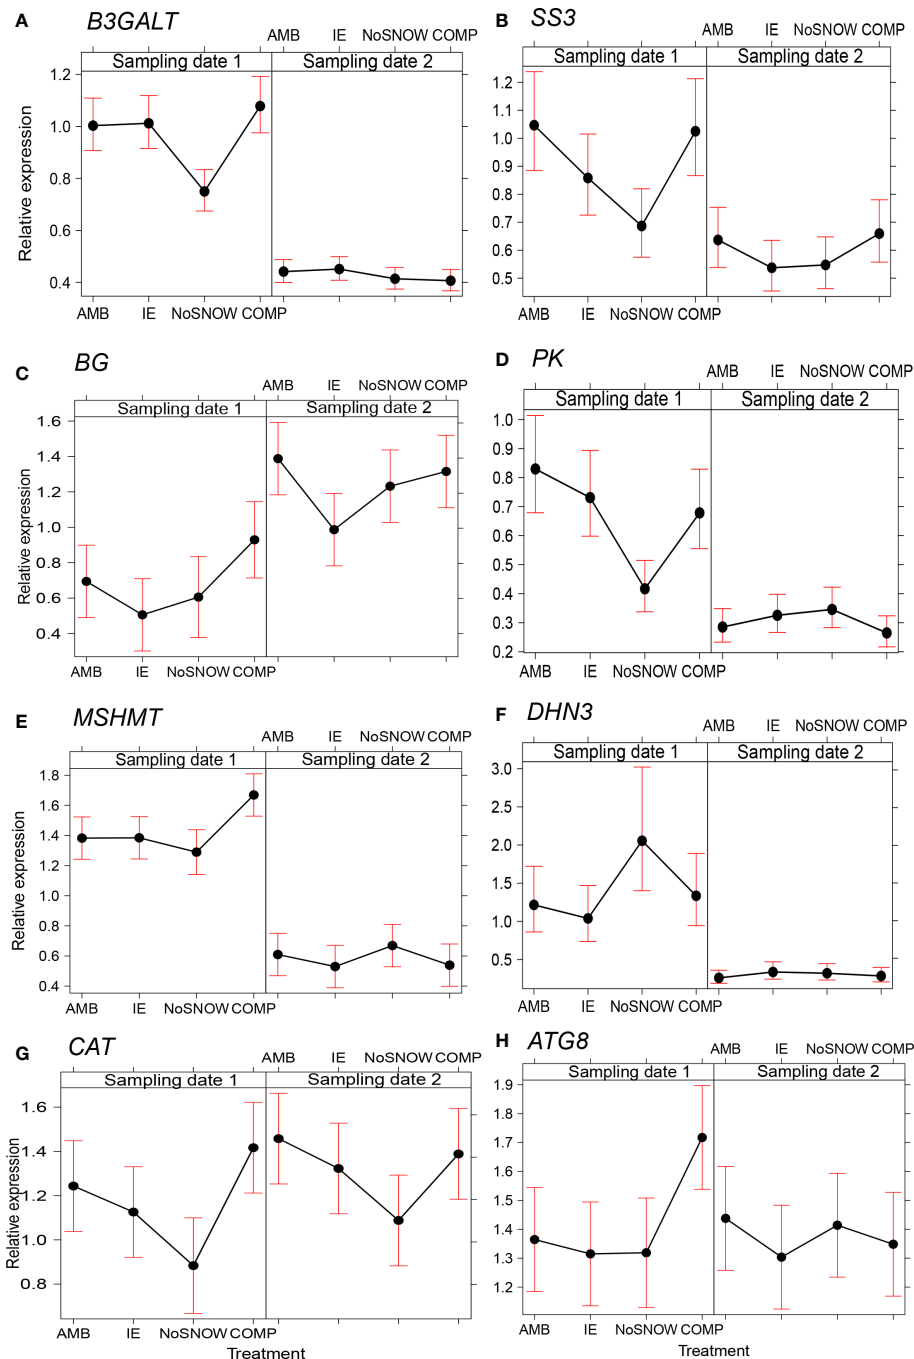 A B3GALT
AMB IE NoSNOW COMP
Sampling date 1 Sampling date 2
Relative expression
1.2
1.0
0.8
0.6
0.4
AMB IE NoSNOW COMP
B SS3
AMB IE NoSNOW COMP
Sampling date 1 Sampling date 2
1.2
1.1
1.0
0.9
0.8
0.7
0.6
0.5
AMB IE NoSNOW COMP
C BG
AMB IE NoSNOW COMP
Sampling date 1 Sampling date 2
Relative expression
1.6
1.4
1.2
1.0
0.8
0.6
0.4
AMB IE NoSNOW COMP
D PK
AMB IE NoSNOW COMP
Sampling date 1 Sampling date 2
1.0
0.9
0.8
0.7
0.6
0.5
0.4
0.3
0.2
AMB IE NoSNOW COMP
E MSHMT
AMB IE NoSNOW COMP
Sampling date 1 Sampling date 2
Relative expression
1.8
1.6
1.4
1.2
0.8
0.6
0.4
AMB IE NoSNOW COMP
F DHN3
AMB IE NoSNOW COMP
Sampling date 1 Sampling date 2
3.0
2.0
1.5
1.0
0.5
AMB IE NoSNOW COMP
G CAT
AMB IE NoSNOW COMP
Sampling date 1 Sampling date 2
Relative expression
1.6
1.4
1.2
1.0
0.8
AMB IE NoSNOW COMP
Treatment
H ATG8
AMB IE NoSNOW COMP
Sampling date 1 Sampling date 2
1.9
1.8
1.7
1.6
1.5
1.4
1.3
1.2
AMB IE NoSNOW COMP
Treatment